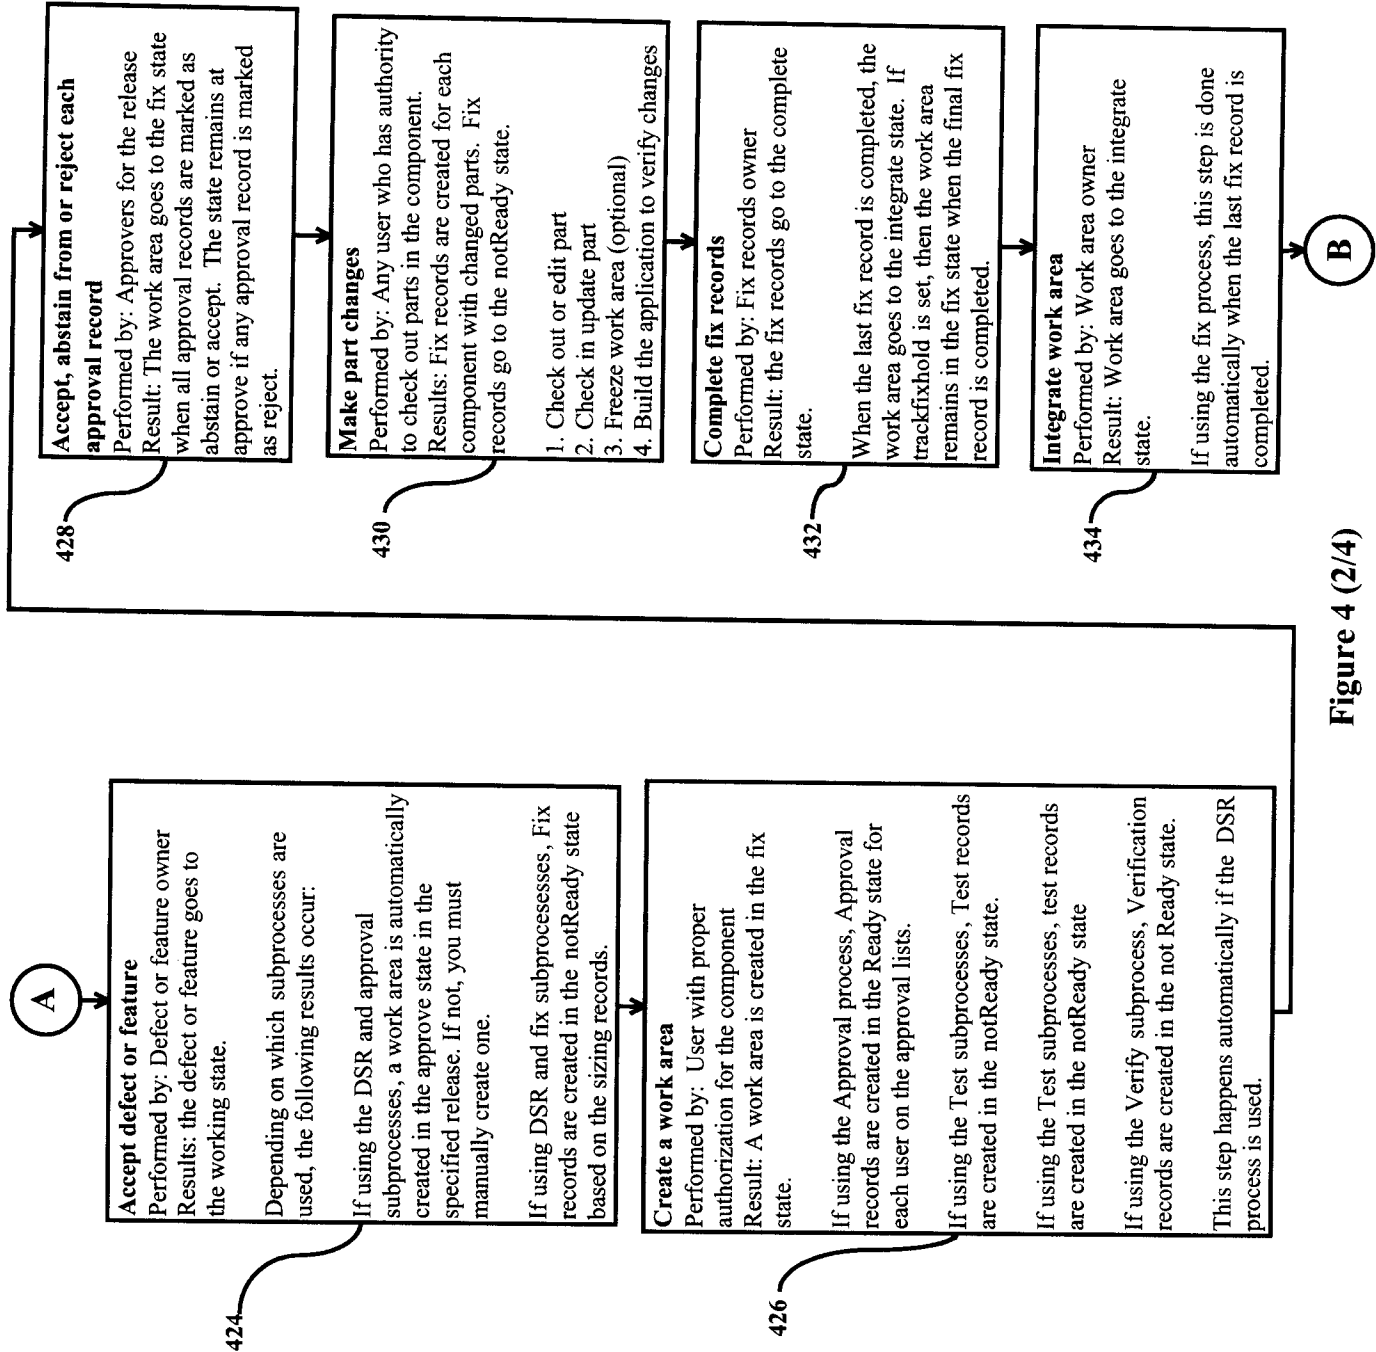 A
Accept defect or feature
Performed by: Defect or feature owner
Results: the defect or feature goes to
the working state.
Depending on which subprocesses are
used, the following results occur:
If using the DSR and approval
subprocesses, a work area is automatically
created in the approve state in the
specified release. If not, you must
manually create one.
If using DSR and fix subprocesesses, Fix
records are created in the notReady state
based on the sizing records.
424
Create a work area
Performed by: User with proper
authorization for the component
Result: A work area is created in the fix
state.
If using the Approval process, Approval
records are created in the Ready state for
each user on the approval lists.
If using the Test subprocesses, Test records
are created in the notReady state.
If using the Test subprocesses, test records
are created in the notReady state
If using the Verify subprocess, Verification
records are created in the not Ready state.
This step happens automatically if the DSR
process is used.
426
Accept, abstain from or reject each
approval record
Performed by: Approvers for the release
Result: The work area goes to the fix state
when all approval records are marked as
abstain or accept. The state remains at
approve if any approval record is marked
as reject.
428
Make part changes
Performed by: Any user who has authority
to check out parts in the component.
Results: Fix records are created for each
component with changed parts. Fix
records go to the notReady state.
1. Check out or edit part
2. Check in update part
3. Freeze work area (optional)
4. Build the application to verify changes
430
Complete fix records
Performed by: Fix records owner
Result: the fix records go to the complete
state.
When the last fix record is completed, the
work area goes to the integrate state. If
trackfixhold is set, then the work area
remains in the fix state when the final fix
record is completed.
432
Integrate work area
Performed by: Work area owner
Result: Work area goes to the integrate
state.
If using the fix process, this step is done
automatically when the last fix record is
completed.
434
B
Figure 4 (2/4)